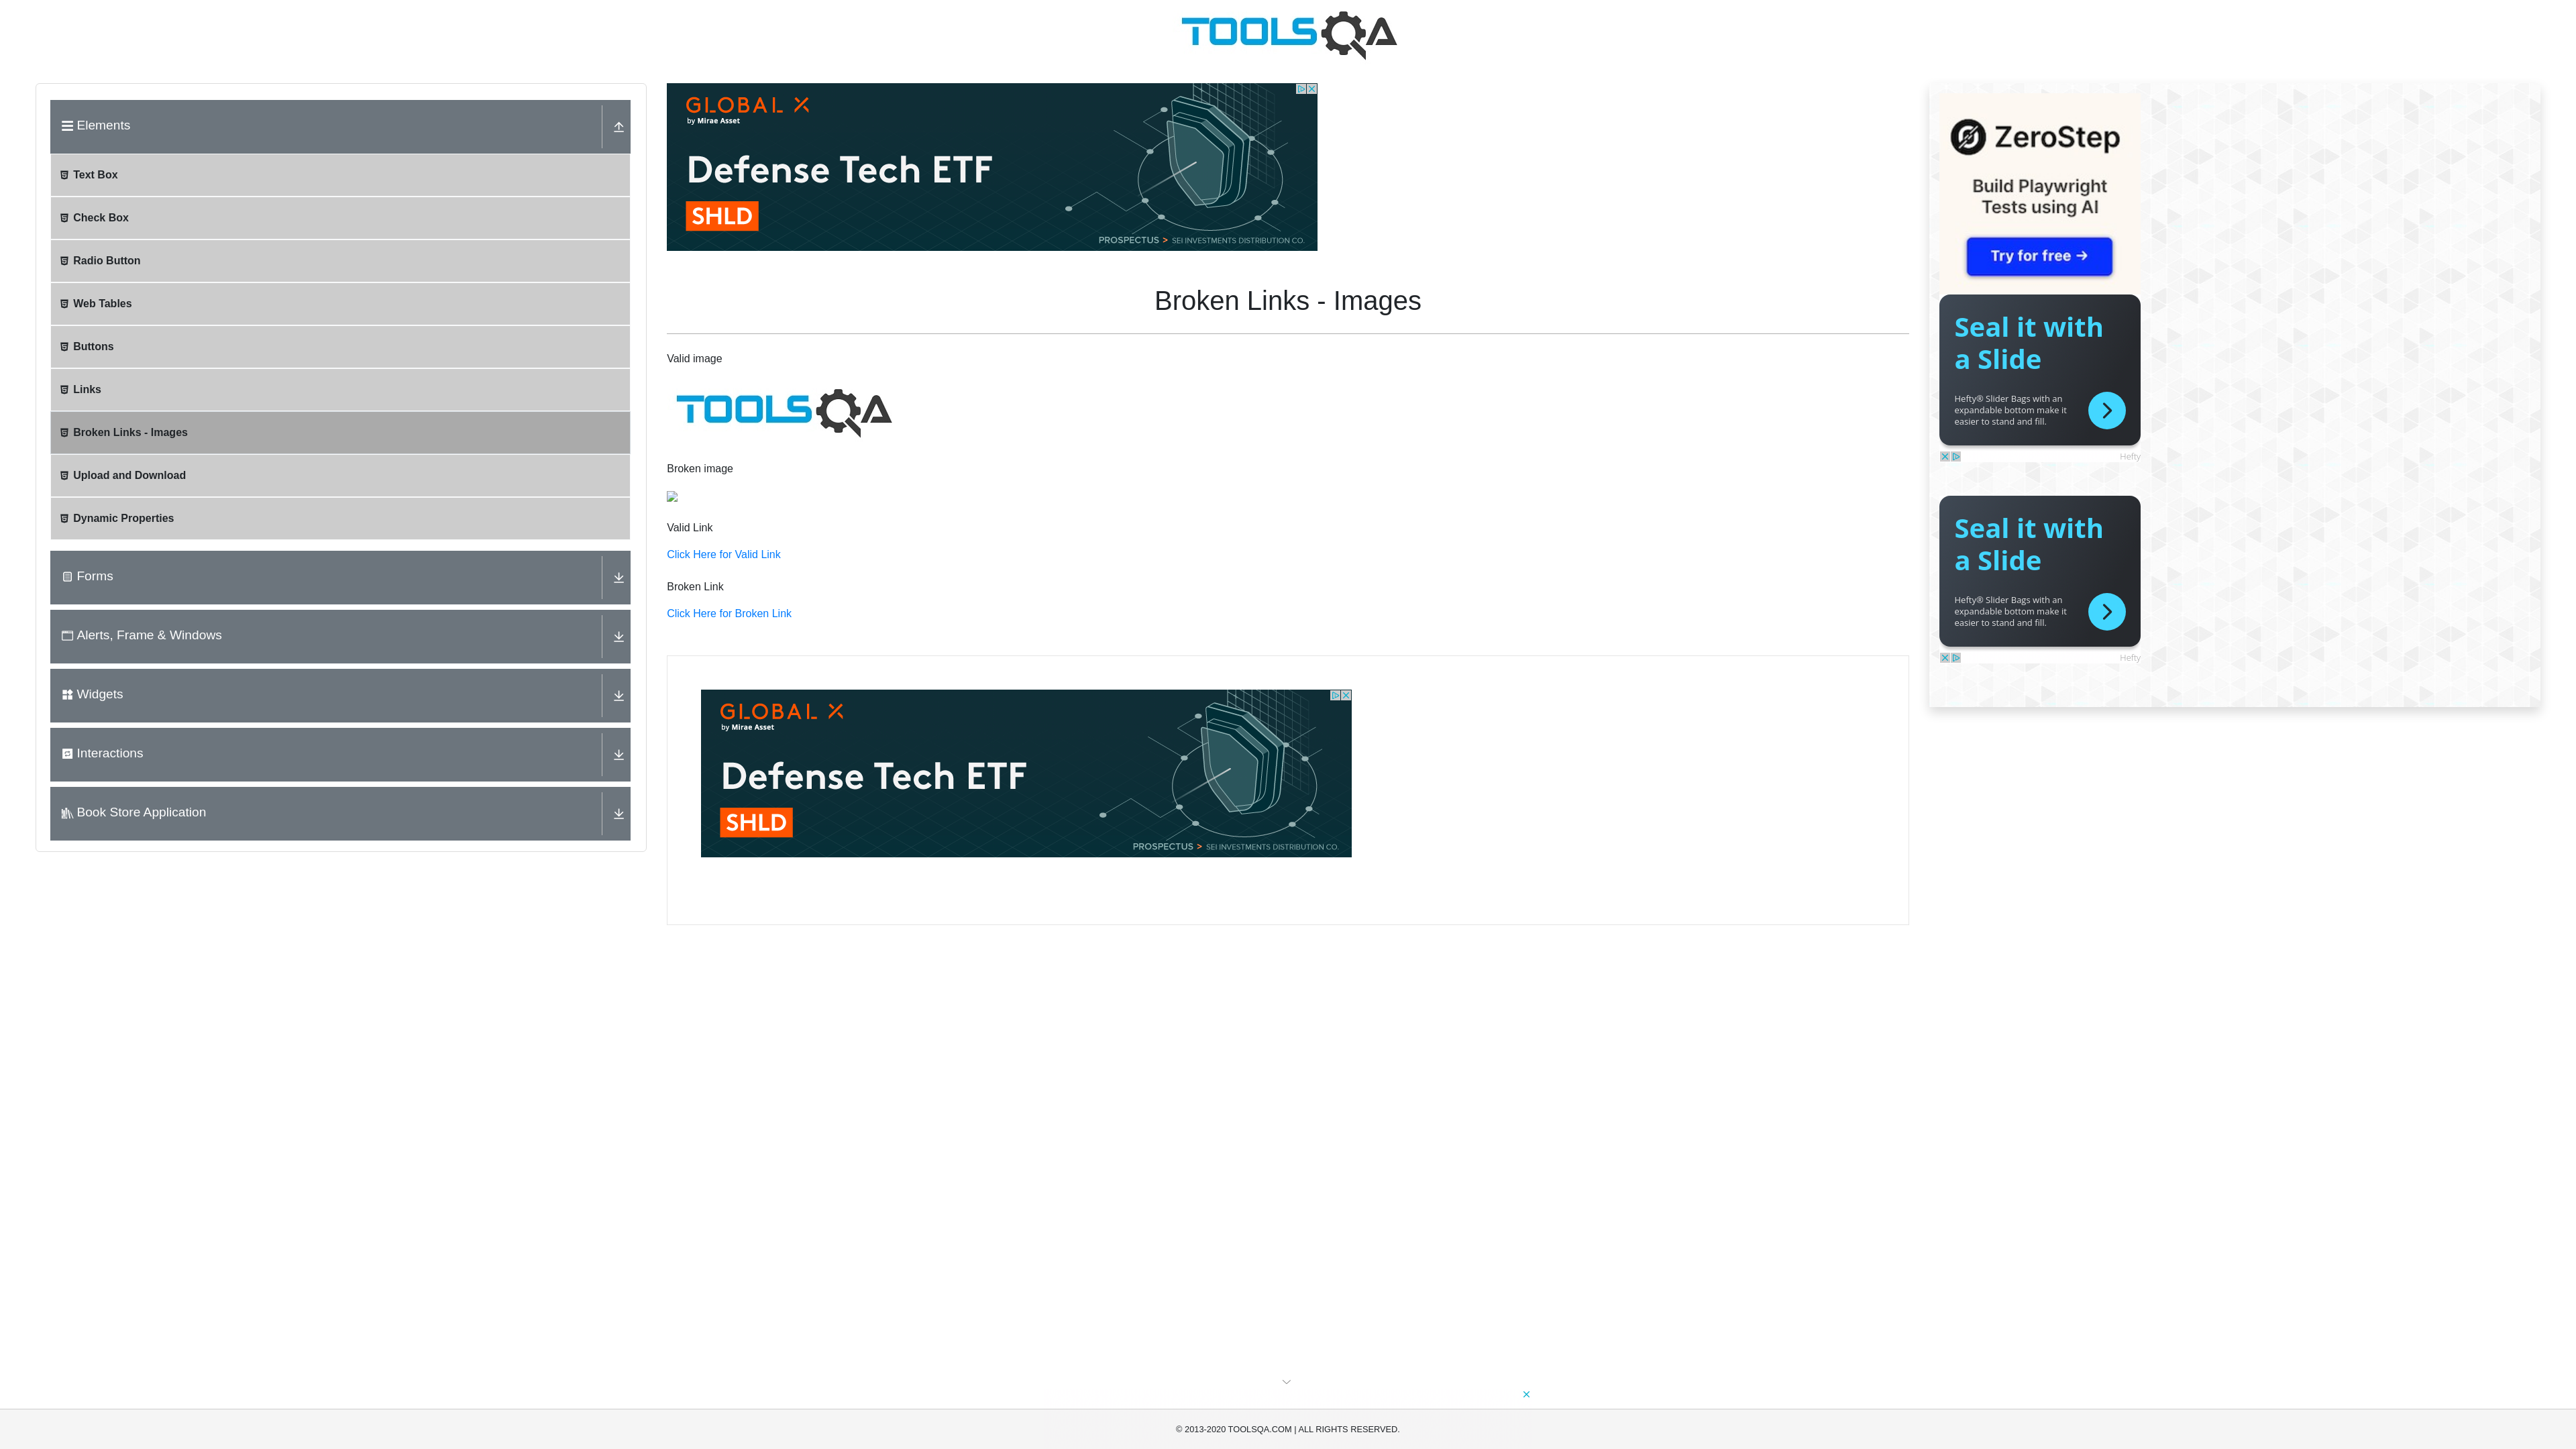 TOOLSQA
Elements
Text Box
Check Box
Radio Button
Web Tables
Buttons
Links
Broken Links - Images
Upload and Download
Dynamic Properties
Forms
Alerts, Frame & Windows
Widgets
Interactions
Book Store Application
GLOBAL X
by Mirae Asset
Defense Tech ETF
SHLD
PROSPECTUS > SEI INVESTMENTS DISTRIBUTION CO.
Broken Links - Images
Valid image
TOOLSQA
Broken image
Valid Link
Click Here for Valid Link
Broken Link
Click Here for Broken Link
GLOBAL X
by Mirae Asset
Defense Tech ETF
SHLD
PROSPECTUS > SEI INVESTMENTS DISTRIBUTION CO.
ZeroStep
Build Playwright
Tests using AI
Try for free →
Seal it with
a Slide
Hefty® Slider Bags with an
expandable bottom make it
easier to stand and fill.
Hefty
Seal it with
a Slide
Hefty® Slider Bags with an
expandable bottom make it
easier to stand and fill.
Hefty
© 2013-2020 TOOLSQA.COM | ALL RIGHTS RESERVED.